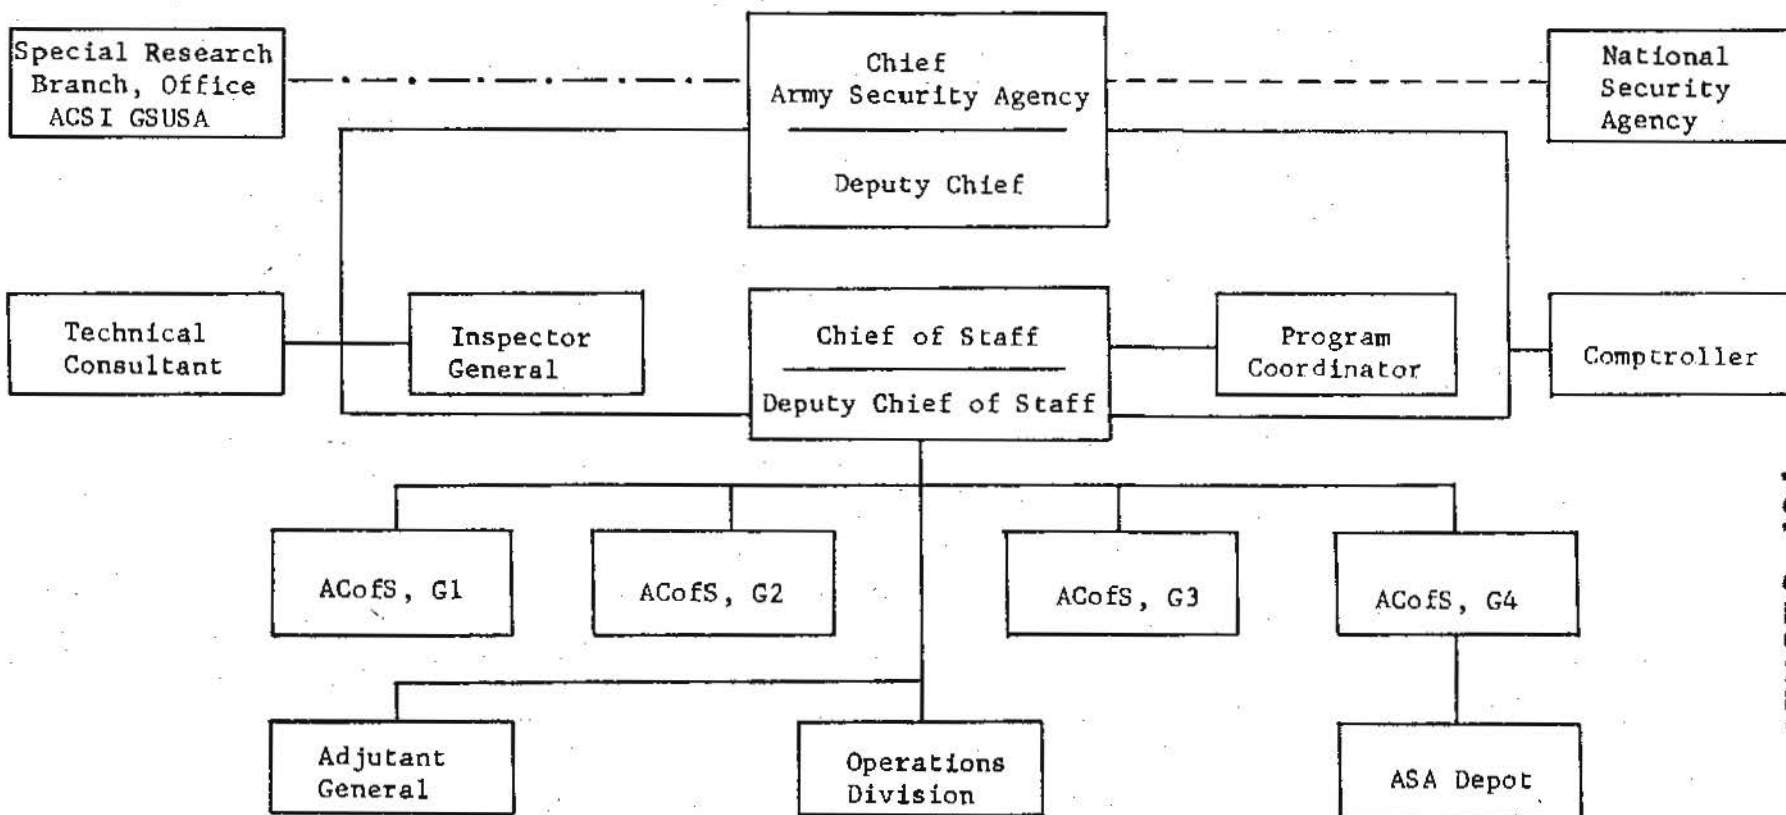 Special Research
Branch, Office
ACSI GSUSA
Chief
Army Security Agency
Deputy Chief
National
Security
Agency
Technical
Consultant
Inspector
General
Chief of Staff
Deputy Chief of Staff
Program
Coordinator
Comptroller
ACofS, G1
ACofS, G2
ACofS, G3
ACofS, G4
Adjutant
General
Operations
Division
ASA Depot